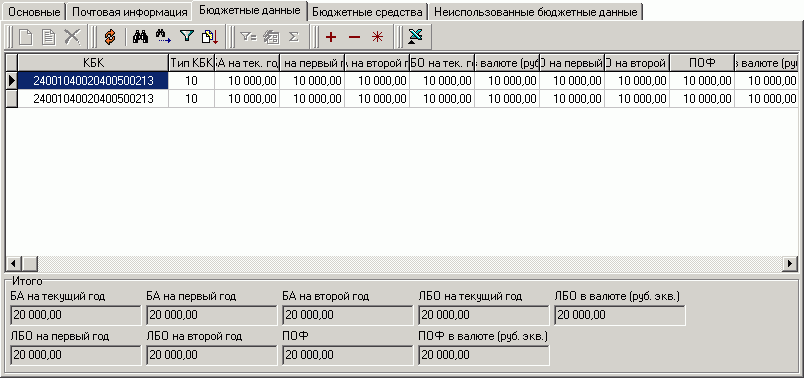 Основные Почтовая информация Бюджетные данные Бюджетные средства Неиспользованные бюджетные данные
КБК Тип КБК БА на тек. го на первый г на второй г БО на тек. г в валюте (руб О на первый О на второй ПОФ в валюте (ру
24001040020400500213 10 10 000,00 10 000,00 10 000,00 10 000,00 10 000,00 10 000,00 10 000,00 10 000,00 10 000,00
24001040020400500213 10 10 000,00 10 000,00 10 000,00 10 000,00 10 000,00 10 000,00 10 000,00 10 000,00 10 000,00
Итого
БА на текущий год БА на первый год БА на второй год ЛБО на текущий год ЛБО в валюте (руб. экв.)
20 000,00 20 000,00 20 000,00 20 000,00 20 000,00
ЛБО на первый год ЛБО на второй год ПОФ ПОФ в валюте (руб. экв.)
20 000,00 20 000,00 20 000,00 20 000,00